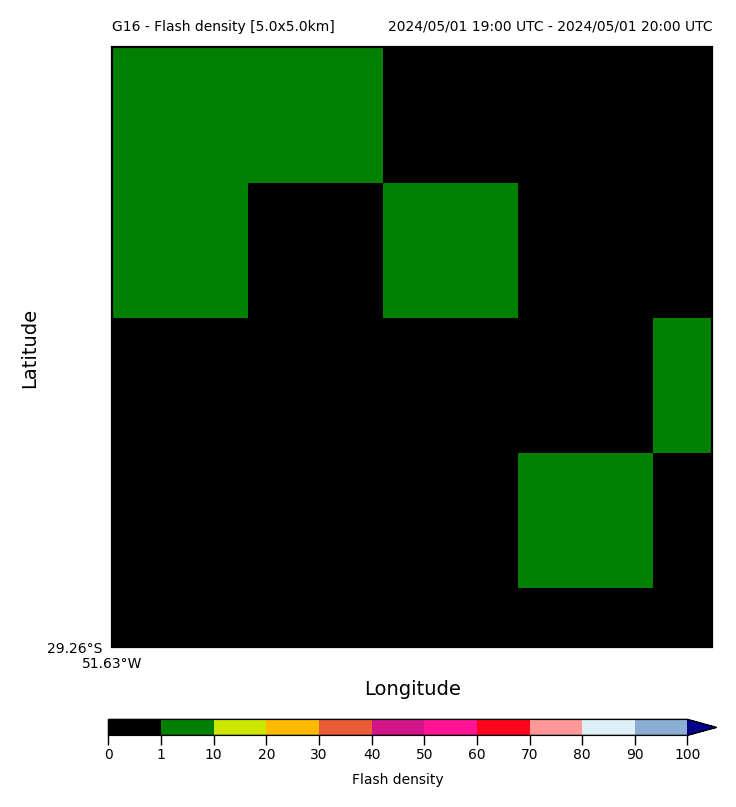 G16 - Flash density [5.0x5.0km] 2024/05/01 19:00 UTC - 2024/05/01 20:00 UTC
Latitude
29.26°S
51.63°W
Longitude
0 1 10 20 30 40 50 60 70 80 90 100
Flash density